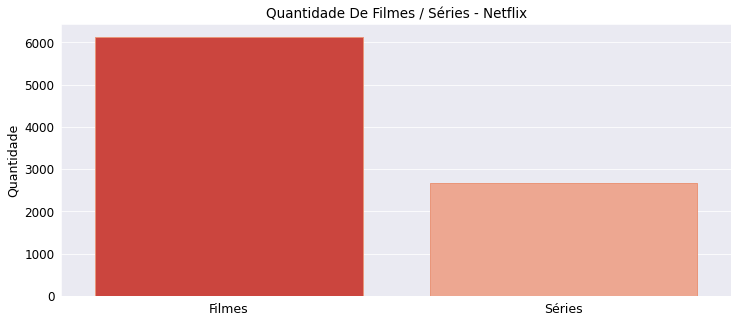 Quantidade De Filmes / Séries - Netflix
Quantidade
6000
5000
4000
3000
2000
1000
0
Filmes
Séries